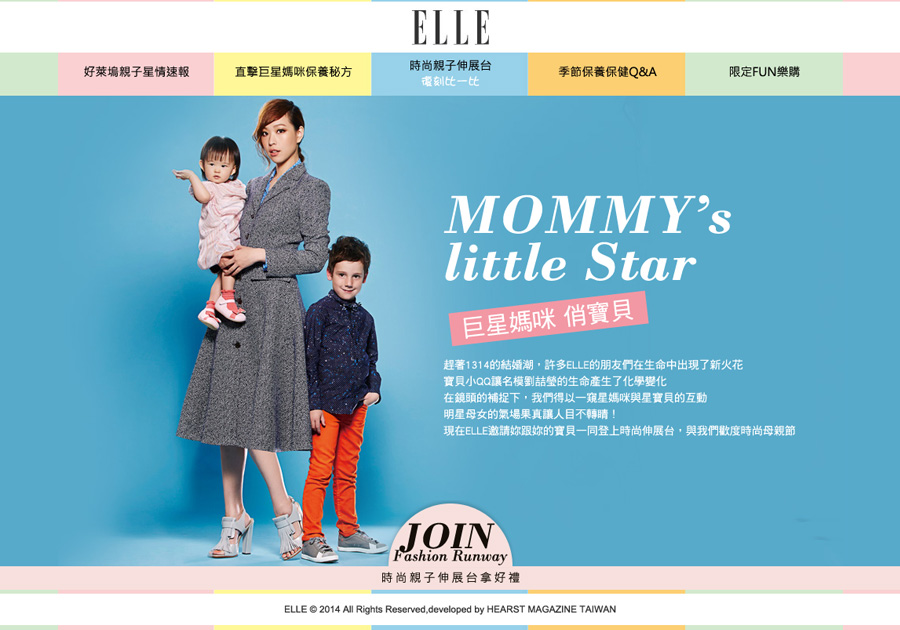 ELLE
好萊塢親子星情速報
直擊巨星媽咪保養秘方
時尚親子伸展台
復刻比一比
季節保養保健Q&A
限定FUN樂購
MOMMY’s
little Star
巨星媽咪 俏寶貝
趕著1314的結婚潮，許多ELLE的朋友們在生命中出現了新火花
寶貝小QQ讓名模劉喆瑩的生命產生了化學變化
在鏡頭的補捉下，我們得以一窺星媽咪與星寶貝的互動
明星母女的氣場果真讓人目不轉睛！
現在ELLE邀請妳跟妳的寶貝一同登上時尚伸展台，與我們歡度時尚母親節
JOIN
Fashion Runway
時尚親子伸展台拿好禮
ELLE © 2014 All Rights Reserved,developed by HEARST MAGAZINE TAIWAN